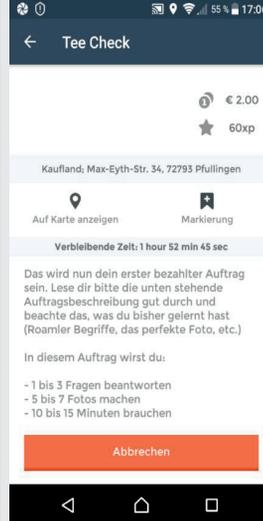 55 % 17:00
Tee Check
€ 2.00
60xp
Kaufland; Max-Eyth-Str. 34, 72793 Pfullingen
Auf Karte anzeigen
Markierung
Verbleibende Zeit: 1 hour 52 min 45 sec
Das wird nun dein erster bezahlter Auftrag
sein. Lese dir bitte die unten stehende
Auftragsbeschreibung gut durch und
beachte das, was du bisher gelernt hast
(Roamler Begriffe, das perfekte Foto, etc.)
In diesem Auftrag wirst du:
- 1 bis 3 Fragen beantworten
- 5 bis 7 Fotos machen
- 10 bis 15 Minuten brauchen
Abbrechen